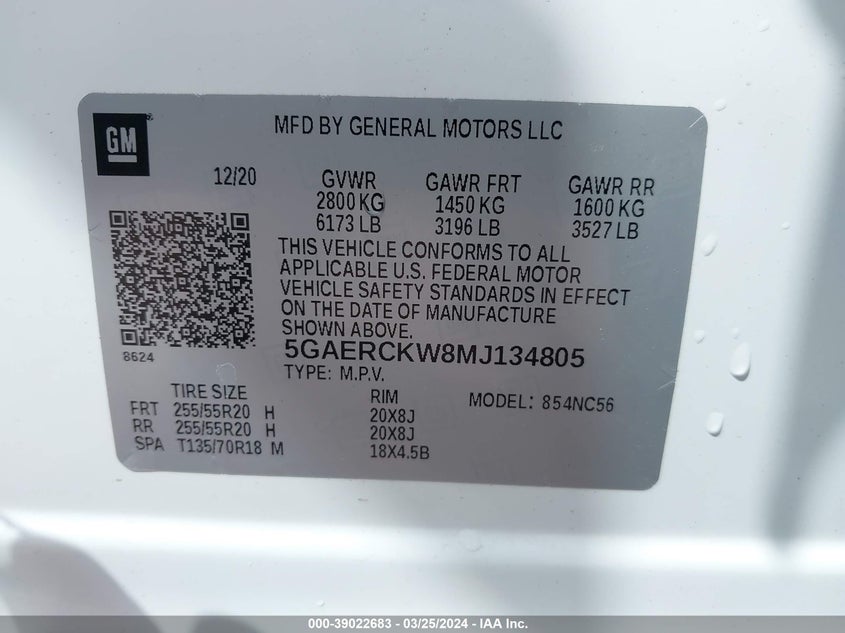 GM
MFD BY GENERAL MOTORS LLC
12/20 GVWR GAWR FRT GAWR RR
2800 KG 1450 KG 1600 KG
6173 LB 3196 LB 3527 LB
THIS VEHICLE CONFORMS TO ALL
APPLICABLE U.S. FEDERAL MOTOR
VEHICLE SAFETY STANDARDS IN EFFECT
ON THE DATE OF MANUFACTURE
SHOWN ABOVE.
8624
5GAERCKW8MJ134805
TYPE: M.P.V.
TIRE SIZE RIM MODEL: 854NC56
FRT 255/55R20 H 20X8J
RR 255/55R20 H 20X8J
SPA T135/70R18 M 18X4.5B
000-39022683 - 03/25/2024 - IAA Inc.